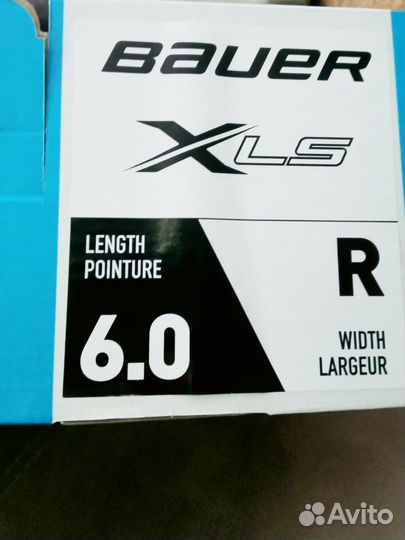 BAUER
XLS
LENGTH
POINTURE
6.0
R
WIDTH
LARGEUR
Avito